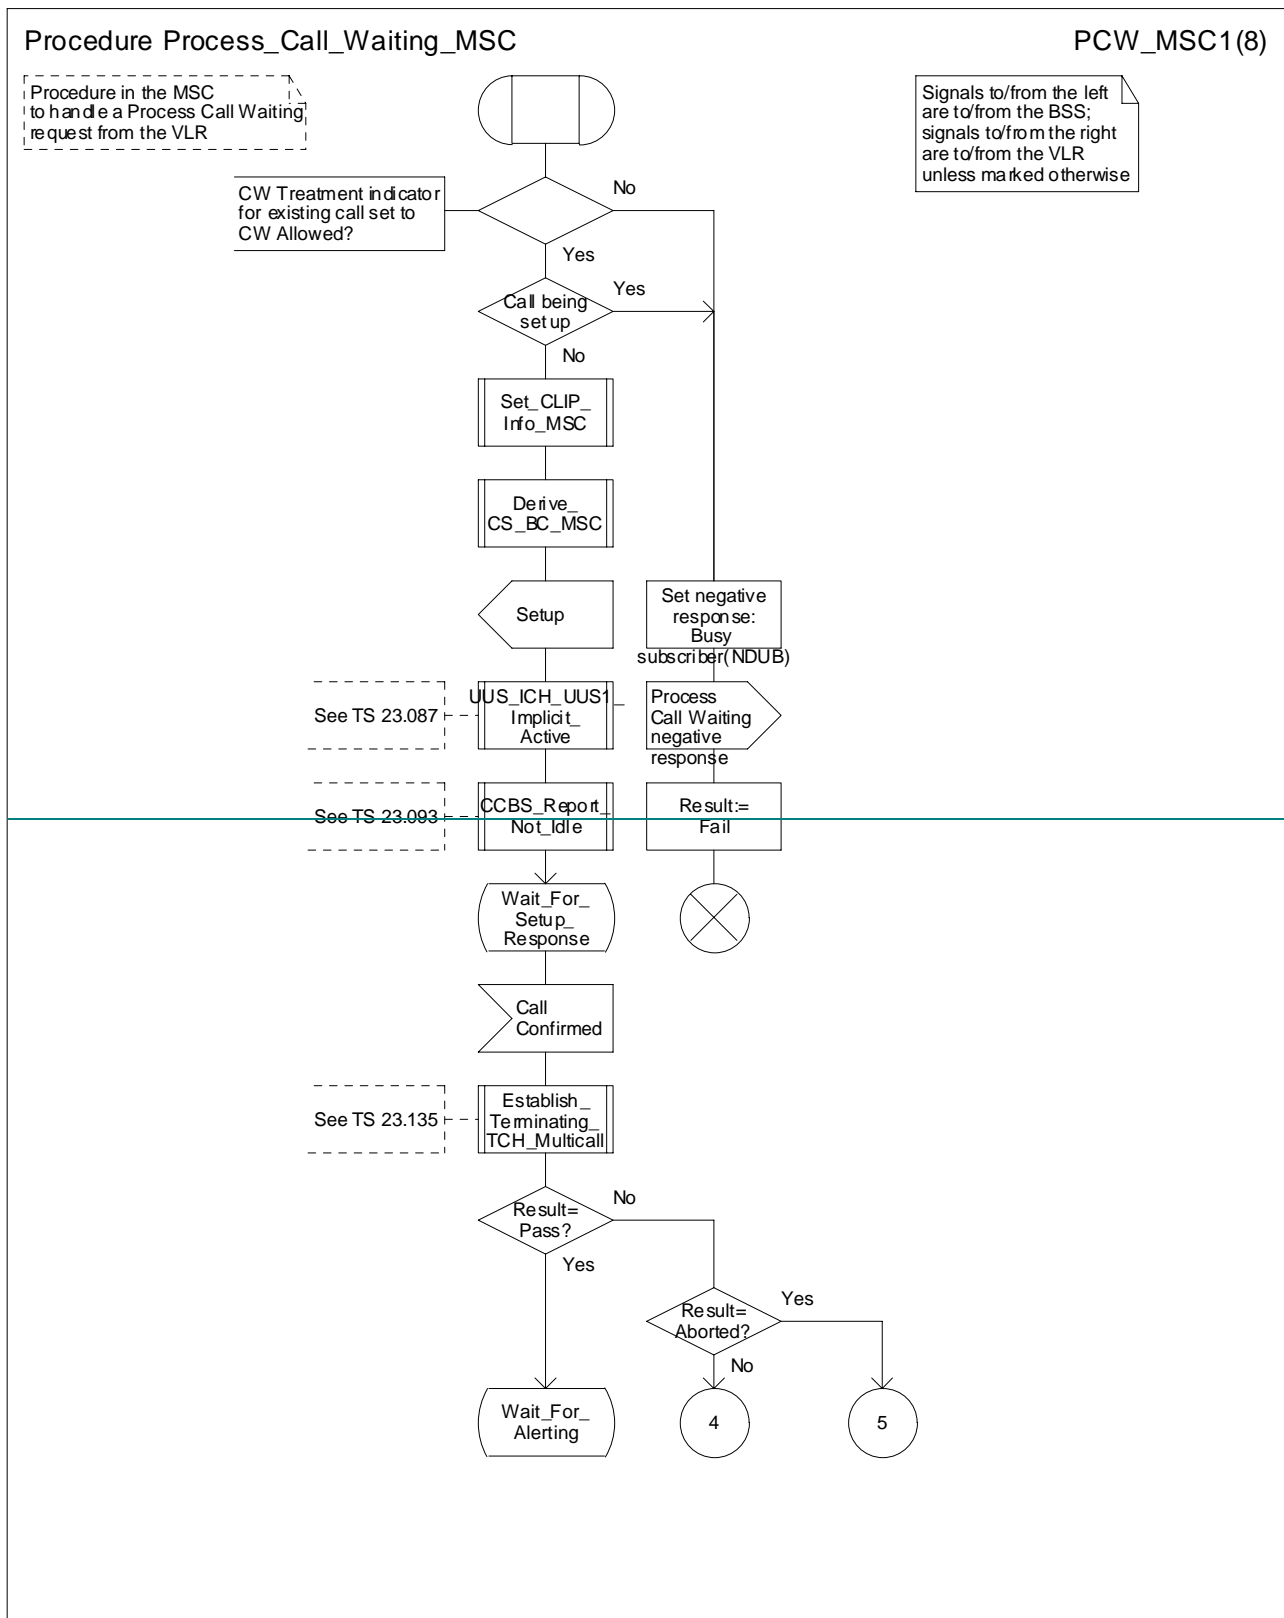 Procedure Process_Call_Waiting_MSC
PCW_MSC1(8)
Procedure in the MSC
to handle a Process Call Waiting
request from the VLR
Signals to/from the left
are to/from the BSS;
signals to/from the right
are to/from the VLR
unless marked otherwise
CW Treatment indicator
for existing call set to
CW Allowed?
No
Yes
Call being
set up
Yes
No
Set_CLIP_
Info_MSC
Derive_
CS_BC_MSC
Setup
Set negative
response:
Busy
subscriber(NDUB)
See TS 23.087
UUS_ICH_UUS1_
Implicit_
Active
Process
Call Waiting
negative
response
See TS 23.093
CCBS_Report_
Not_Idle
Result:=
Fail
Wait_For_
Setup_
Response
Call
Confirmed
See TS 23.135
Establish_
Terminating_
TCH_Multicall
Result=
Pass?
No
Yes
Result=
Aborted?
Yes
No
Wait_For_
Alerting
4
5